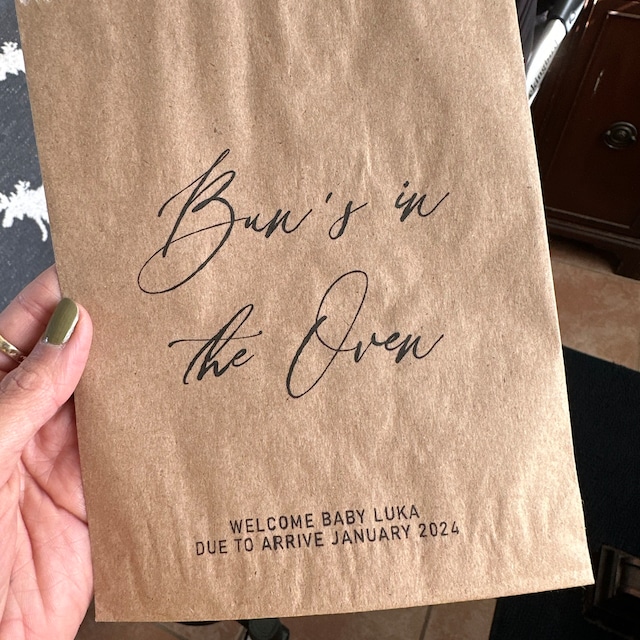 Bun's in
the Oven
WELCOME BABY LUKA
DUE TO ARRIVE JANUARY 2024